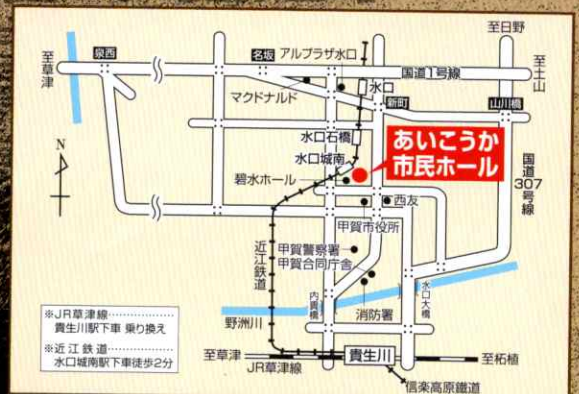 至日野
至草津
泉西
名坂
アルプラザ水口
国道1号線
至土山
マクドナルド
水口
新町
山川橋
水口石橋
N
水口城南
あいこうか
市民ホール
碧水ホール
国道307号線
西友
甲賀市役所
近江鉄道
甲賀警察署
甲賀合同庁舎
内貴橋
水口大橋
消防署
野洲川
※JR草津線
貴生川駅下車 乗り換え
※近江鉄道
水口城南駅下車徒歩2分
至草津
貴生川
至柘植
JR草津線
信楽高原鐵道